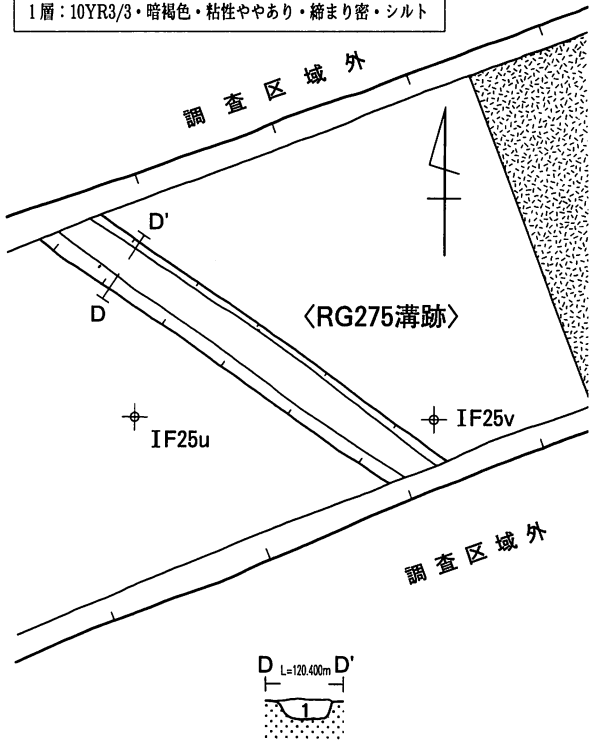 1層：10YR3/3・暗褐色・粘性ややあり・締まり密・シルト
調査区域外
D'
D
〈RG275溝跡〉
IF25u
IF25v
調査区域外
D L=120.400m D'
1